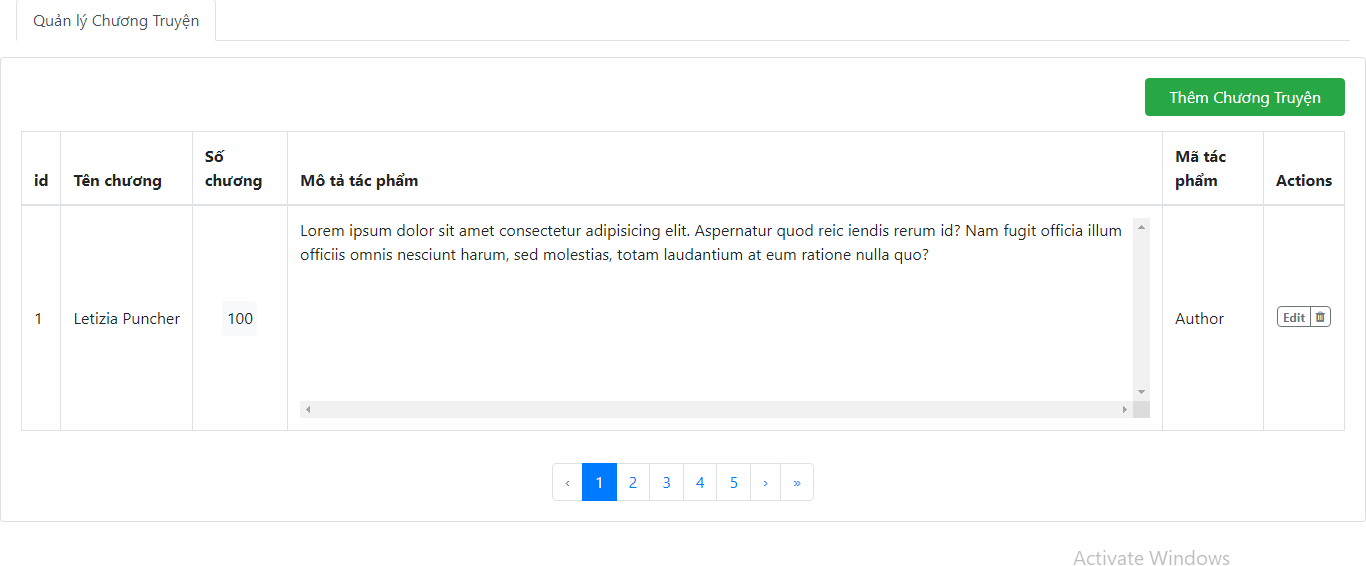 Quản lý Chương Truyện
Thêm Chương Truyện
id
Tên chương
Số
chương
Mô tả tác phẩm
Mã tác
phẩm
Actions
1
Letizia Puncher
100
Lorem ipsum dolor sit amet consectetur adipisicing elit. Aspernatur quod reic iendis rerum id? Nam fugit officia illum
officiis omnis nesciunt harum, sed molestias, totam laudantium at eum ratione nulla quo?
Author
Edit
‹ 1 2 3 4 5 › »
Activate Windows